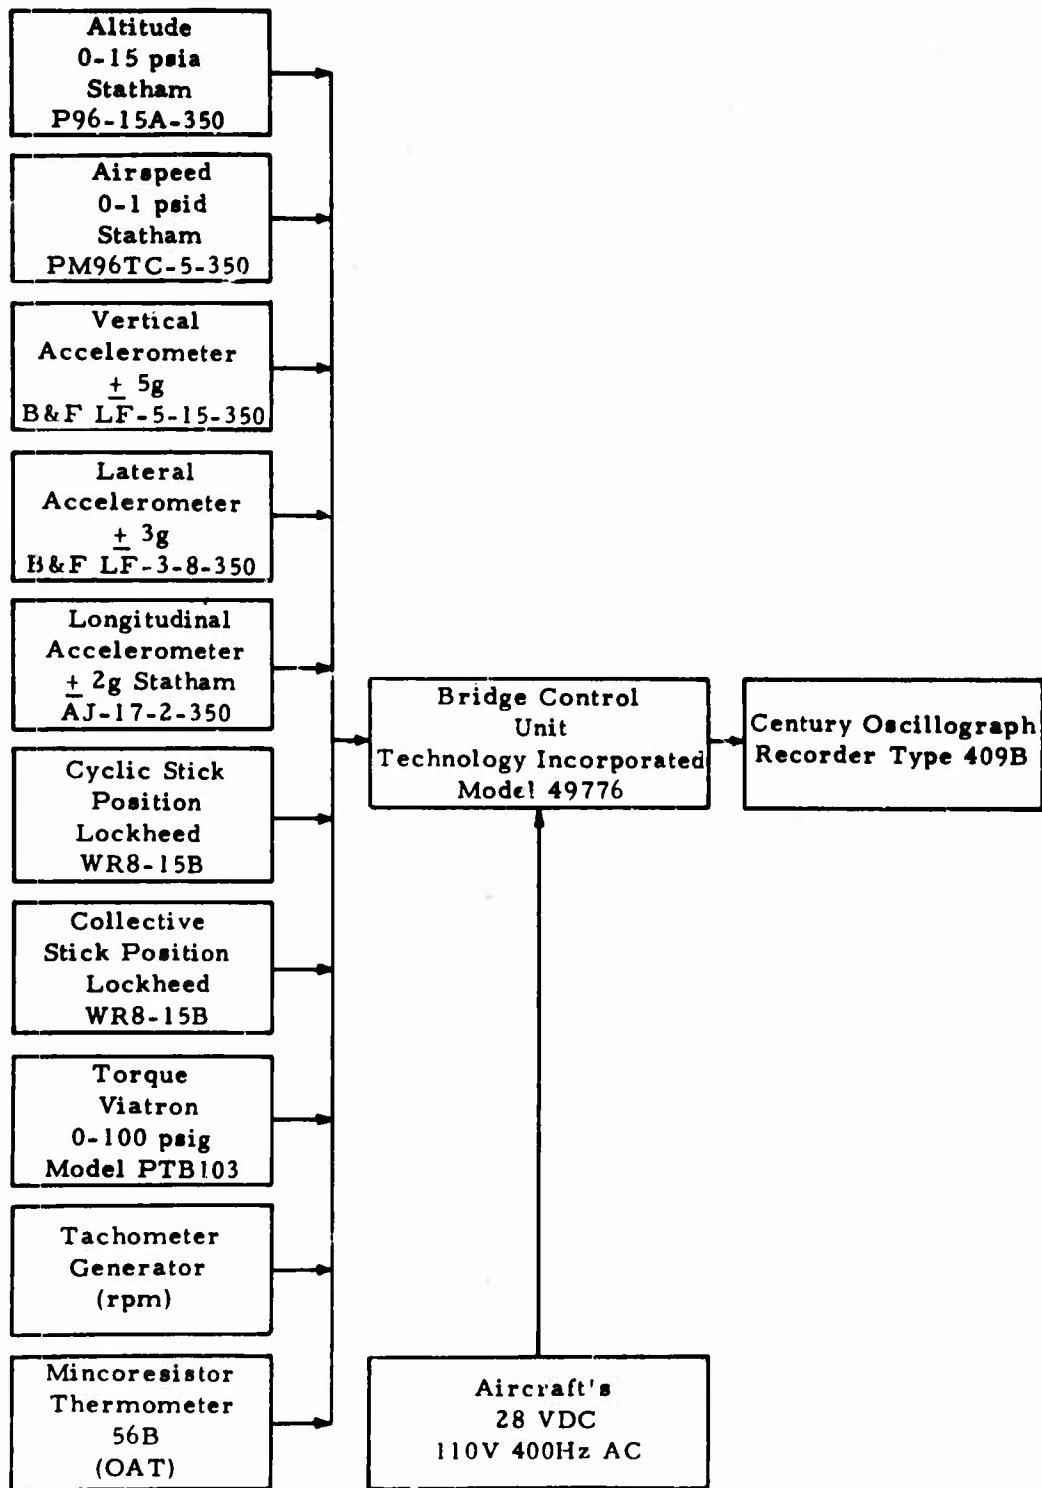 Altitude
0-15 psia
Statham
P96-15A-350
Airspeed
0-1 psid
Statham
PM96TC-5-350
Vertical
Accelerometer
± 5g
B&F LF-5-15-350
Lateral
Accelerometer
± 3g
B&F LF-3-8-350
Longitudinal
Accelerometer
± 2g Statham
AJ-17-2-350
Cyclic Stick
Position
Lockheed
WR8-15B
Collective
Stick Position
Lockheed
WR8-15B
Torque
Viatron
0-100 psig
Model PTB103
Tachometer
Generator
(rpm)
Mincoresistor
Thermometer
56B
(OAT)
Bridge Control
Unit
Technology Incorporated
Model 49776
Century Oscillograph
Recorder Type 409B
Aircraft's
28 VDC
110V 400Hz AC